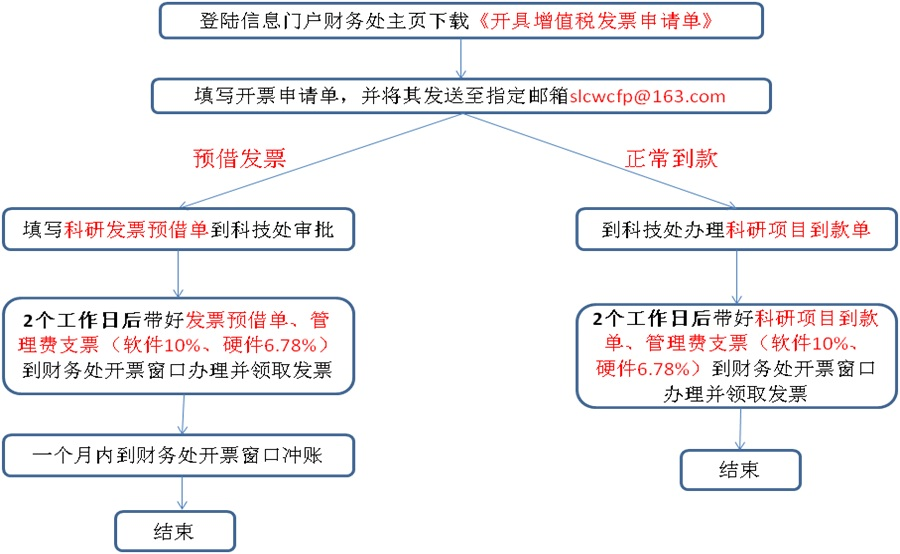 登陆信息门户财务处主页下载《开具增值税发票申请单》
填写开票申请单，并将其发送至指定邮箱slcwcfp@163.com
预借发票
正常到款
填写科研发票预借单到科技处审批
到科技处办理科研项目到款单
2个工作日后带好发票预借单、管
理费支票（软件10%、硬件6.78%）
到财务处开票窗口办理并领取发票
2个工作日后带好科研项目到款
单、管理费支票（软件10%、
硬件6.78%）到财务处开票窗口
办理并领取发票
一个月内到财务处开票窗口冲账
结束
结束